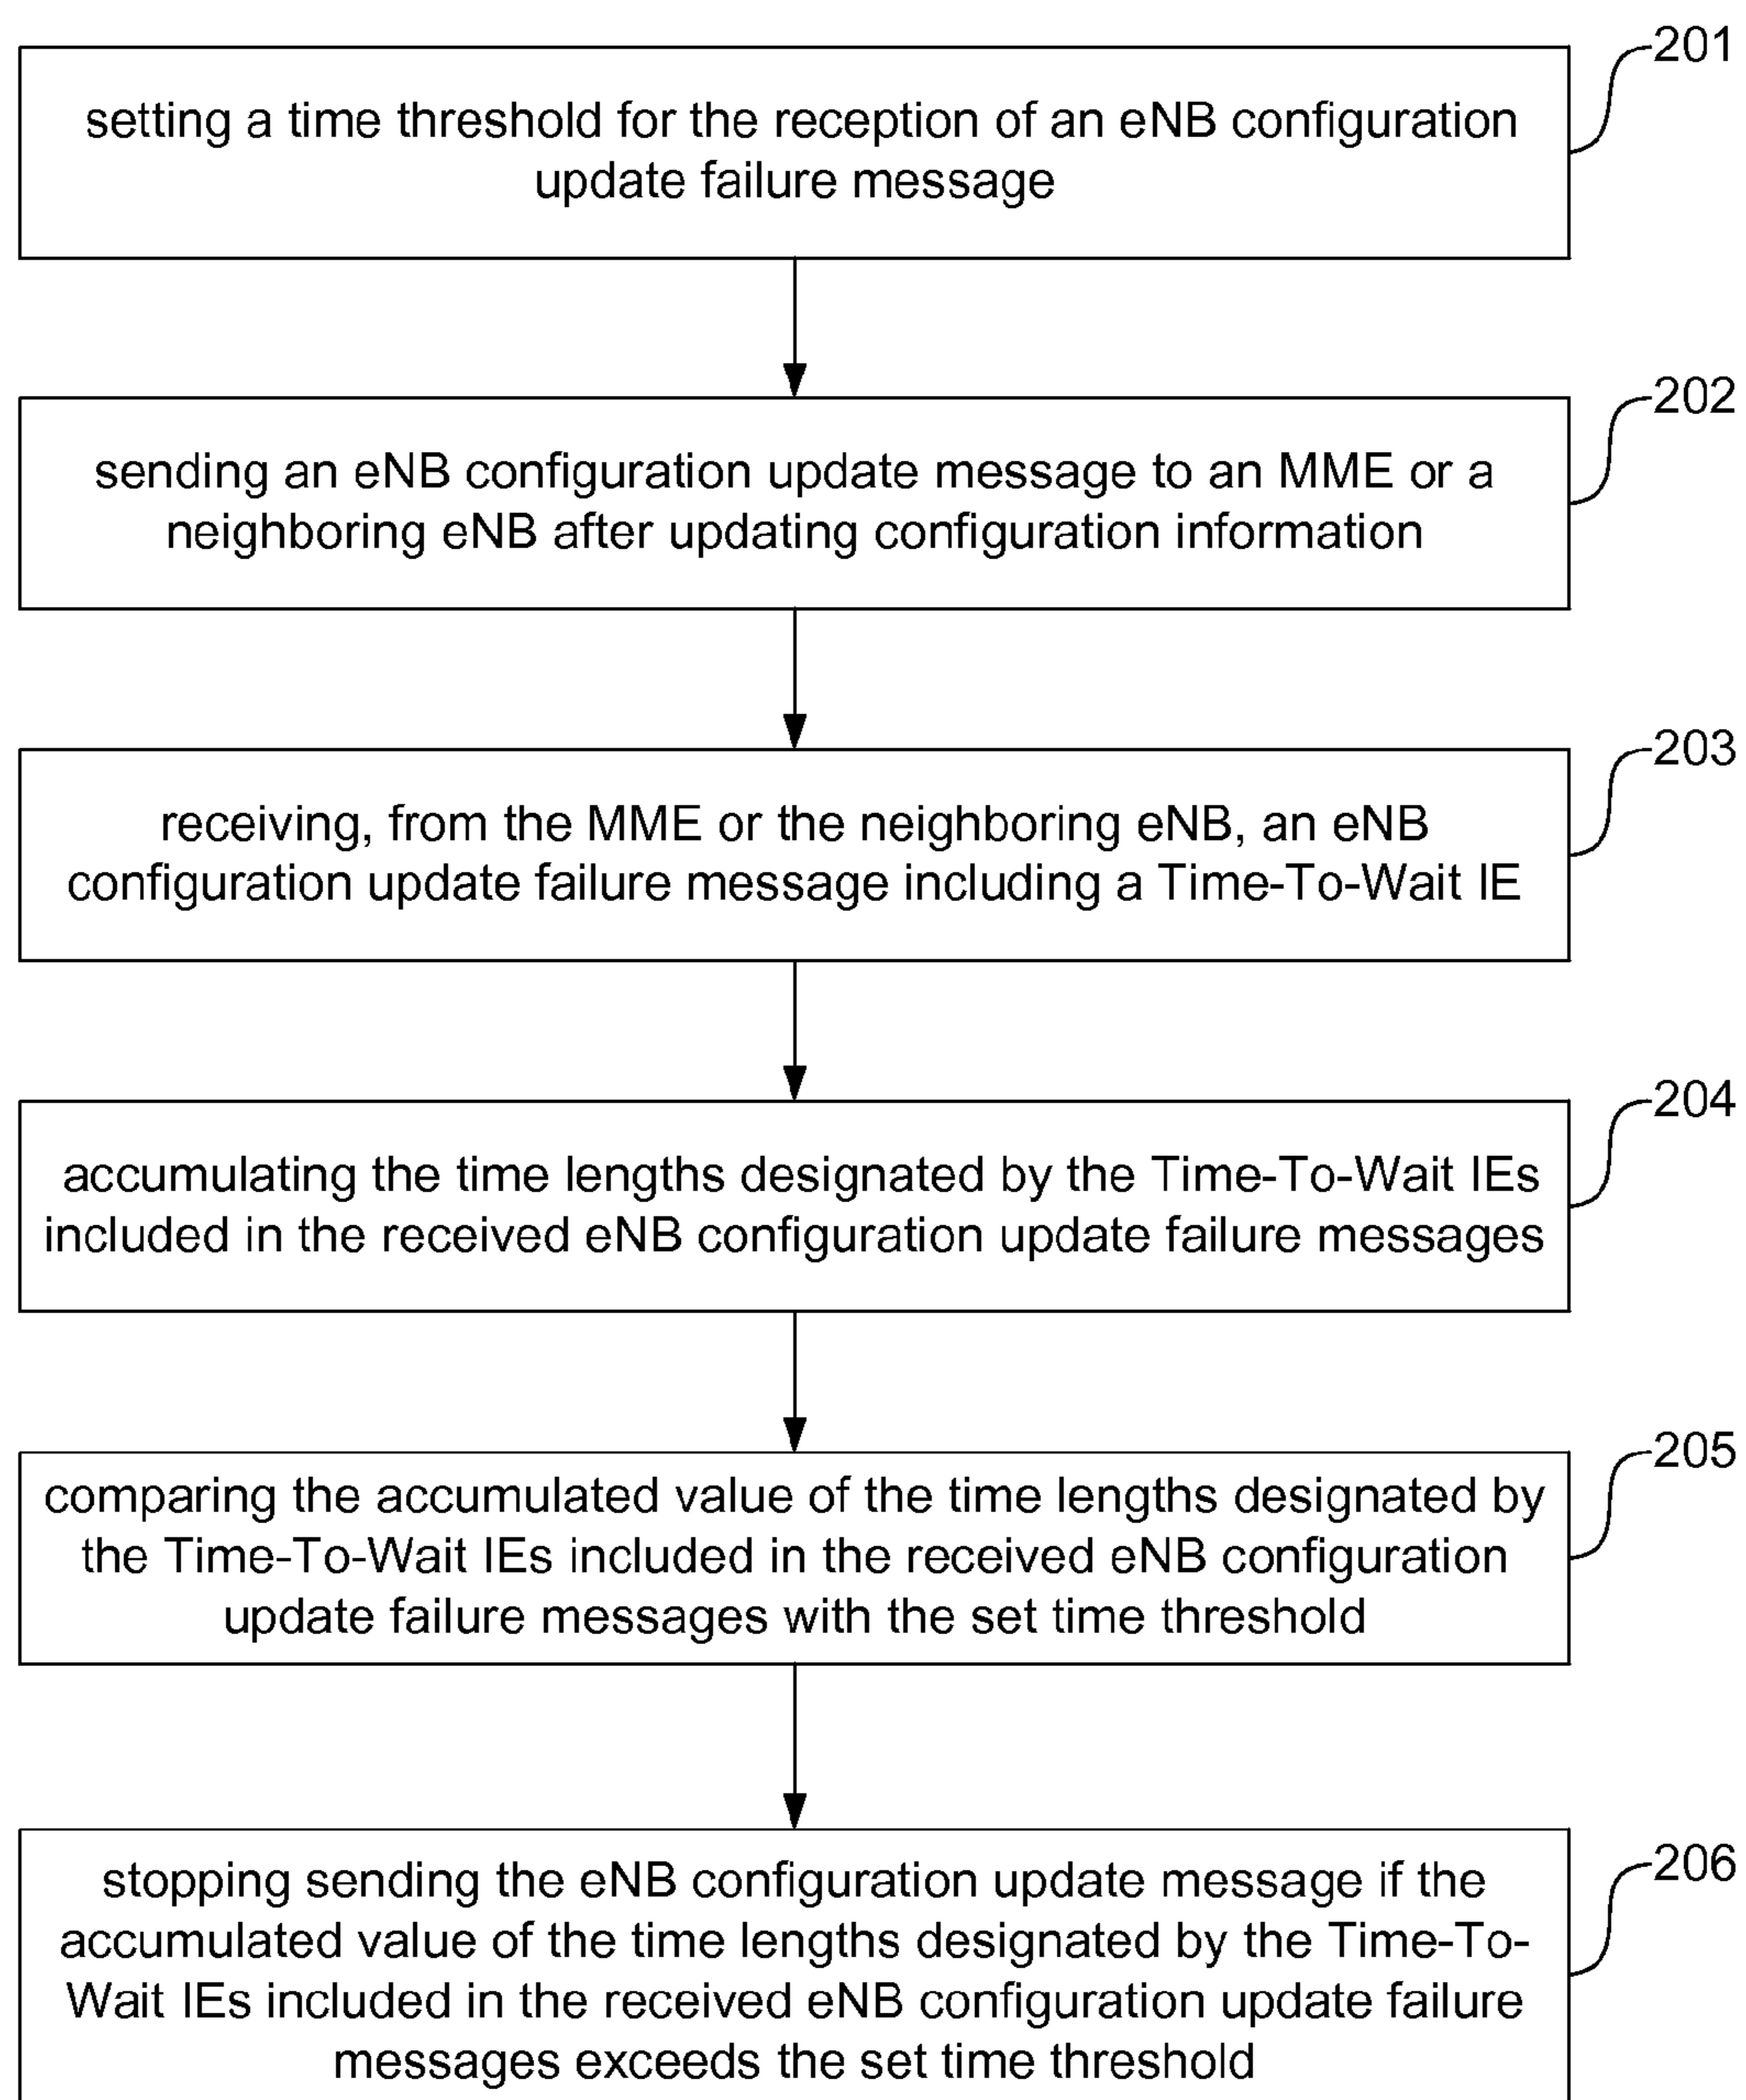 201
setting a time threshold for the reception of an eNB configuration
update failure message
202
sending an eNB configuration update message to an MME or a
neighboring eNB after updating configuration information
203
receiving, from the MME or the neighboring eNB, an eNB
configuration update failure message including a Time-To-Wait IE
204
accumulating the time lengths designated by the Time-To-Wait IEs
included in the received eNB configuration update failure messages
205
comparing the accumulated value of the time lengths designated by
the Time-To-Wait IEs included in the received eNB configuration
update failure messages with the set time threshold
206
stopping sending the eNB configuration update message if the
accumulated value of the time lengths designated by the Time-To-
Wait IEs included in the received eNB configuration update failure
messages exceeds the set time threshold